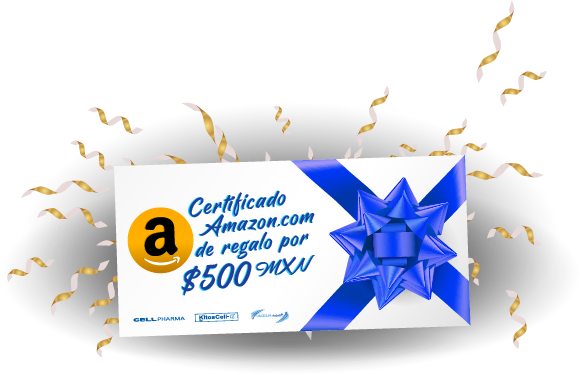 a
Certificado
Amazon.com
de regalo por
$500 MXN
CELLPHARMA
KitosCell